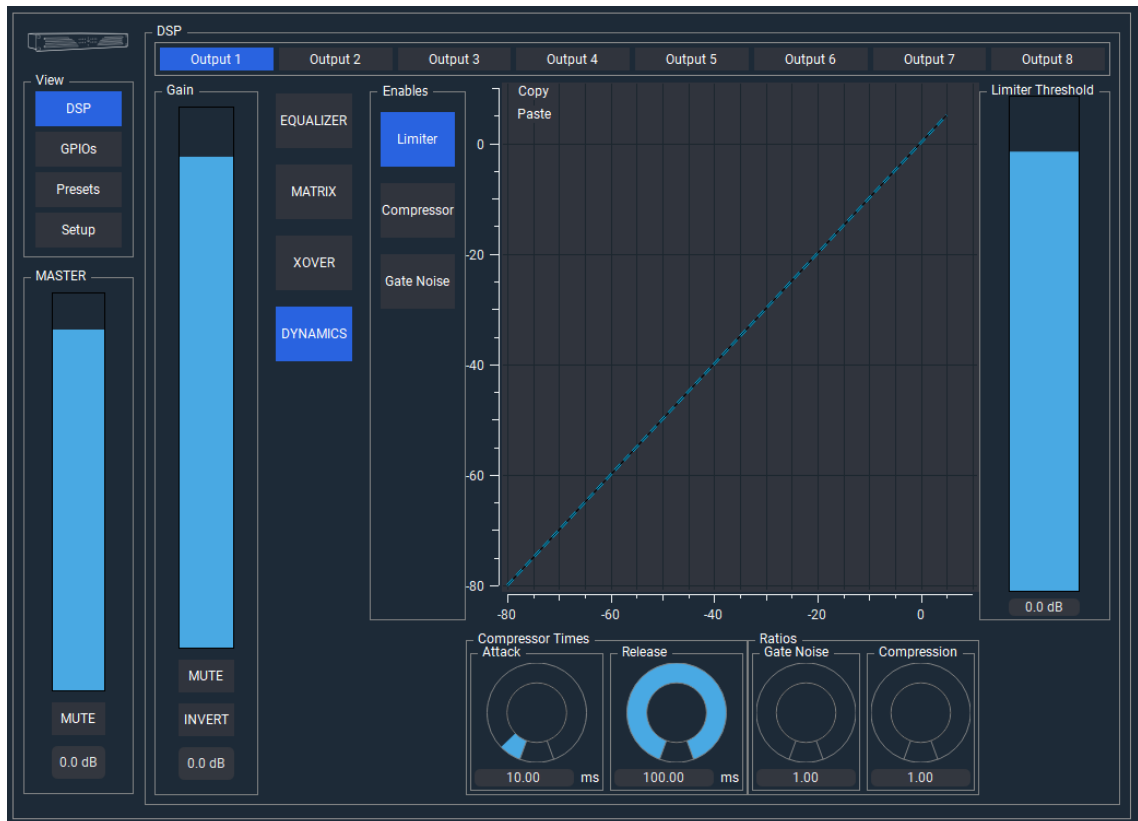 DSP
Output 1 Output 2 Output 3 Output 4 Output 5 Output 6 Output 7 Output 8
View
DSP
GPIOs
Presets
Setup
MASTER
MUTE
0.0 dB
Gain
MUTE
INVERT
0.0 dB
EQUALIZER
MATRIX
XOVER
DYNAMICS
Enables
Limiter
Compressor
Gate Noise
Copy
Paste
0
-20
-40
-60
-80
-80 -60 -40 -20 0
Limiter Threshold
0.0 dB
Compressor Times
Attack
10.00 ms
Release
100.00 ms
Ratios
Gate Noise
1.00
Compression
1.00